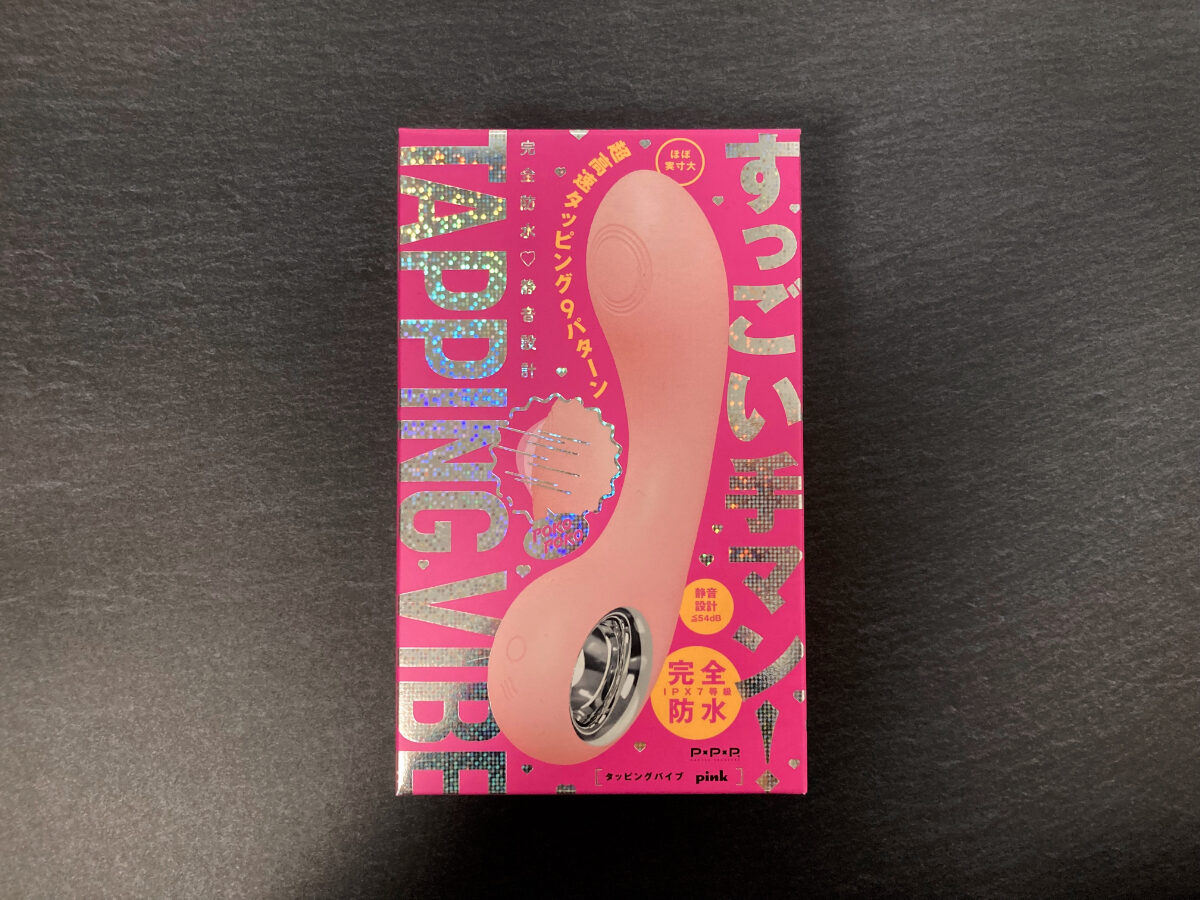 すっごい手マン!
ほぼ
実寸大
超高速タッピング9パターン
完全防水♡静音設計
TAPPING VIBE
PaKo
PaKo
静音
設計
≦54dB
完全
IPX7等級
防水
P×P×P
[タッピングバイブ pink]